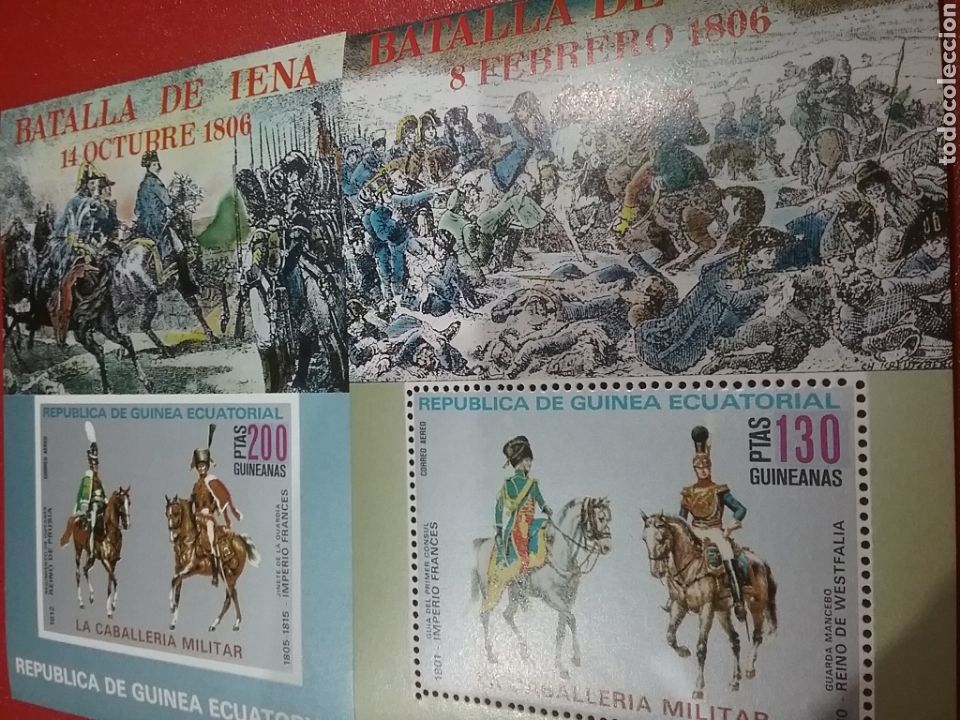 BATALLA DE IENA
14 OCTUBRE 1806
REPUBLICA DE GUINEA ECUATORIAL
PTAS 200
GUINEANAS
CORREO AEREO
1812
REINO DE PRUSIA
JINETE DE LA GUARDIA
1805-1815 - IMPERIO FRANCES
LA CABALLERIA MILITAR
REPUBLICA DE GUINEA ECUATORIAL
BATALLA DE
8 FEBRERO 1806
REPUBLICA DE GUINEA ECUATORIAL
PTAS 130
GUINEANAS
CORREO AEREO
GUIA DEL PRIMER CONSUL
1801 - IMPERIO FRANCES
GUARDA MANCEBO
REINO DE WESTFALIA
LA CABALLERIA MILITAR
todocoleccion